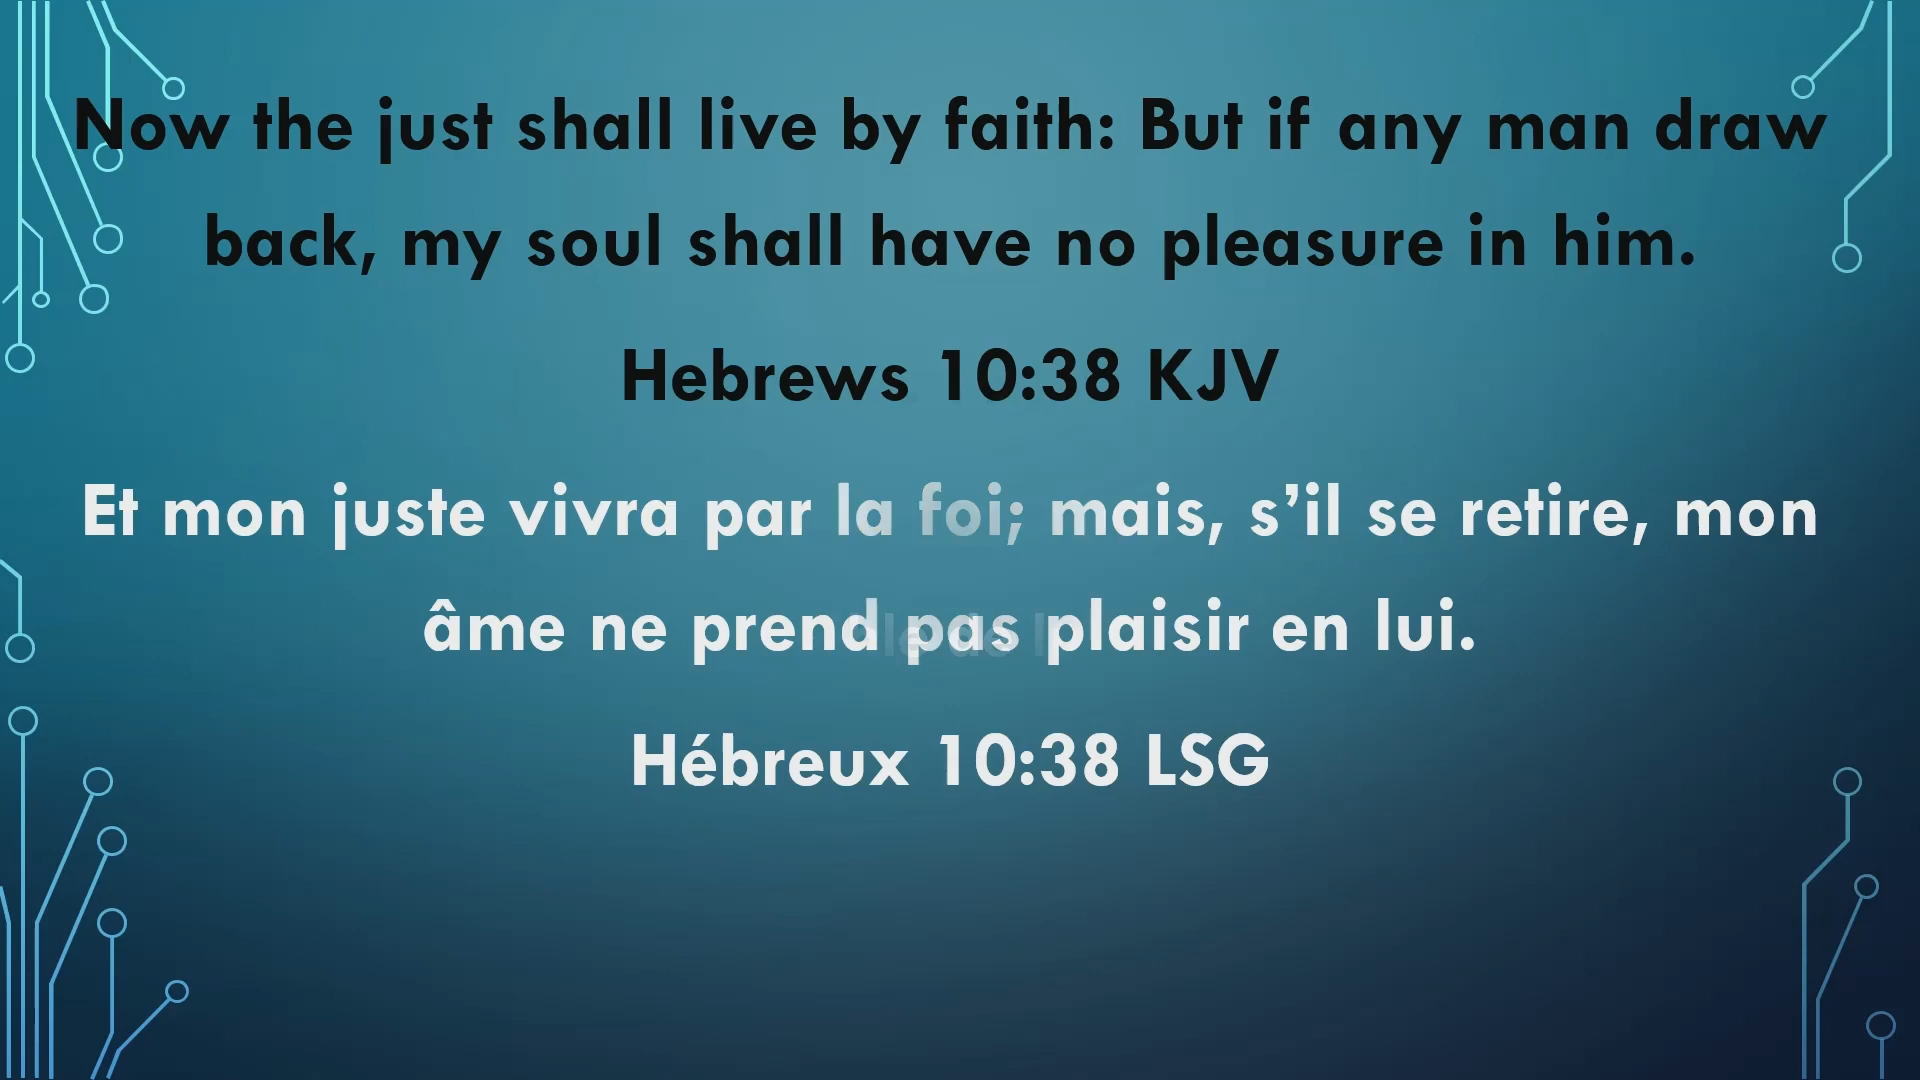 Now the just shall live by faith: But if any man draw
back, my soul shall have no pleasure in him.
Hebrews 10:38 KJV
Et mon juste vivra par la foi; mais, s’il se retire, mon
âme ne prend pas plaisir en lui.
Hébreux 10:38 LSG